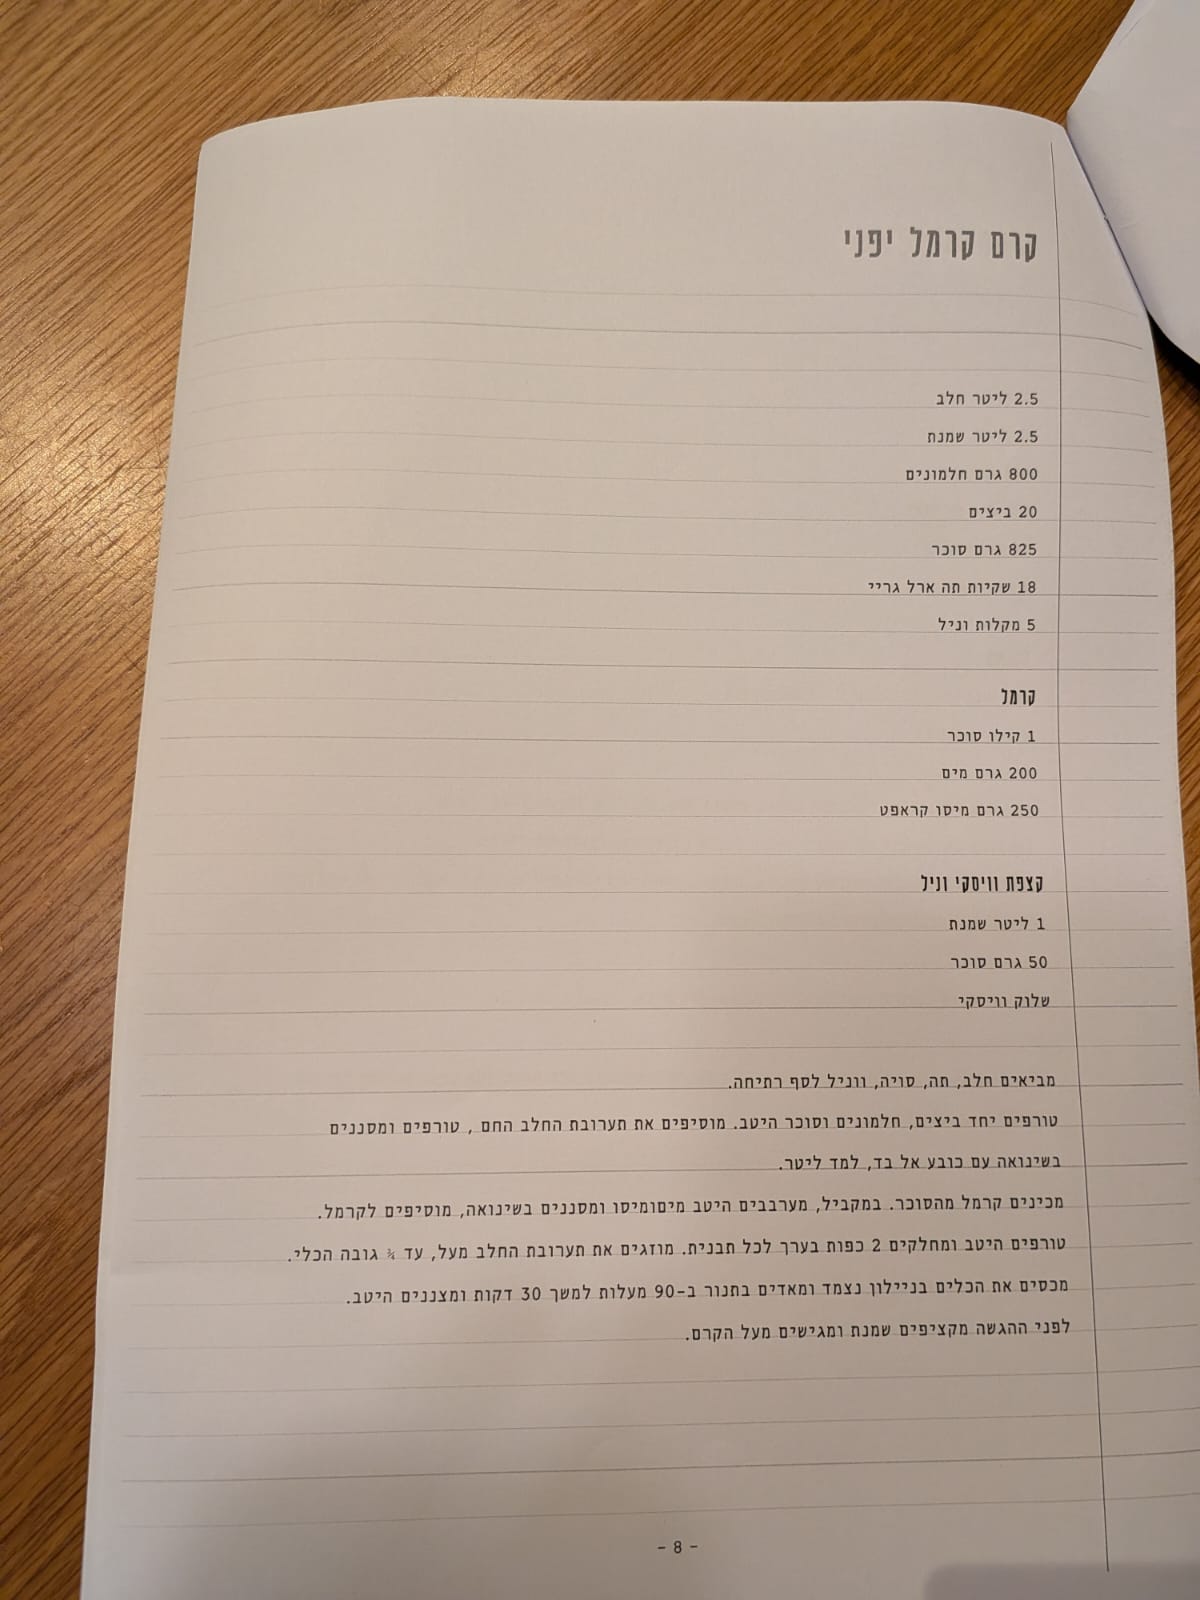 קרם קרמל יפני
2.5 ליטר חלב
2.5 ליטר שמנת
800 גרם חלמונים
20 ביצים
825 גרם סוכר
18 שקיות תה ארל גריי
5 מקלות וניל
קרמל
1 קילו סוכר
200 גרם מים
250 גרם מיסו קראפט
קצפת וויסקי וניל
1 ליטר שמנת
50 גרם סוכר
שלוק וויסקי
מביאים חלב, תה, סויה, ווניל לסף רתיחה.
טורפים יחד ביצים, חלמונים וסוכר היטב. מוסיפים את תערובת החלב החם , טורפים ומסננים
בשינואה עם כובע אל בד, למד ליטר.
מכינים קרמל מהסוכר. במקביל, מערבבים היטב מיםומיסו ומסננים בשינואה, מוסיפים לקרמל.
טורפים היטב ומחלקים 2 כפות בערך לכל תבנית. מוזגים את תערובת החלב מעל, עד ¾ גובה הכלי.
מכסים את הכלים בניילון נצמד ומאדים בתנור ב-90 מעלות למשך 30 דקות ומצננים היטב.
לפני ההגשה מקציפים שמנת ומגישים מעל הקרם.
- 8 -